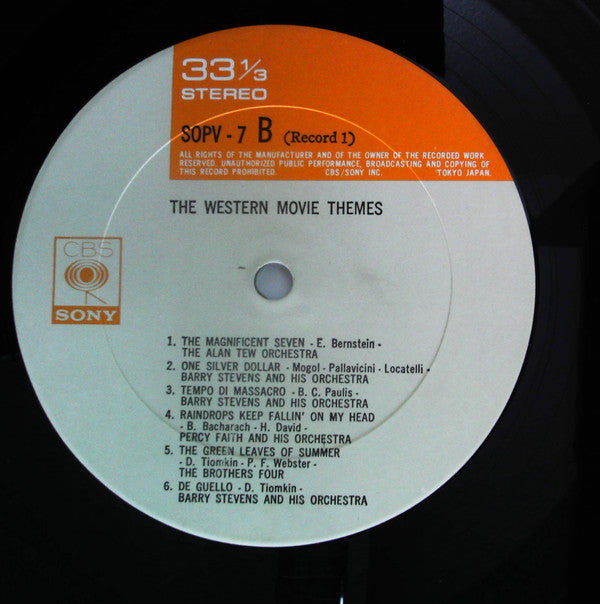 33 1/3
STEREO
SOPV - 7 B (Record 1)
ALL RIGHTS OF THE MANUFACTURER AND OF THE OWNER OF THE RECORDED WORK
RESERVED. UNAUTHORIZED PUBLIC PERFORMANCE, BROADCASTING AND COPYING OF
THIS RECORD PROHIBITED. CBS/SONY INC. TOKYO JAPAN.
THE WESTERN MOVIE THEMES
CBS
SONY
1. THE MAGNIFICENT SEVEN - E. Bernstein -
THE ALAN TEW ORCHESTRA
2. ONE SILVER DOLLAR - Mogol - Pallavicini - Locatelli -
BARRY STEVENS AND HIS ORCHESTRA
3. TEMPO DI MASSACRO - B. C. Paulis -
BARRY STEVENS AND HIS ORCHESTRA
4. RAINDROPS KEEP FALLIN' ON MY HEAD
- B. Bacharach - H. David -
PERCY FAITH AND HIS ORCHESTRA
5. THE GREEN LEAVES OF SUMMER
- D. Tiomkin - P. F. Webster -
THE BROTHERS FOUR
6. DE GUELLO - D. Tiomkin -
BARRY STEVENS AND HIS ORCHESTRA